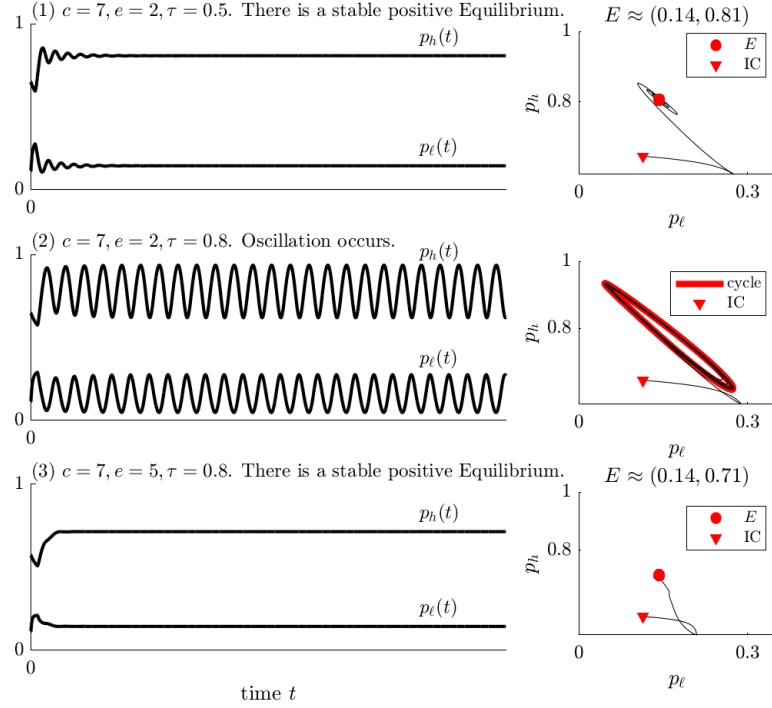 (1) c = 7, e = 2, τ = 0.5. There is a stable positive Equilibrium.
E ≈ (0.14, 0.81)
1
p_h(t)
p_ℓ(t)
0
0
1
0.8
p_h
E
IC
0
0.3
p_ℓ
(2) c = 7, e = 2, τ = 0.8. Oscillation occurs.
1
p_h(t)
p_ℓ(t)
0
0
1
0.8
p_h
cycle
IC
0
0.3
p_ℓ
(3) c = 7, e = 5, τ = 0.8. There is a stable positive Equilibrium.
E ≈ (0.14, 0.71)
1
p_h(t)
p_ℓ(t)
0
0
time t
1
0.8
p_h
E
IC
0
0.3
p_ℓ